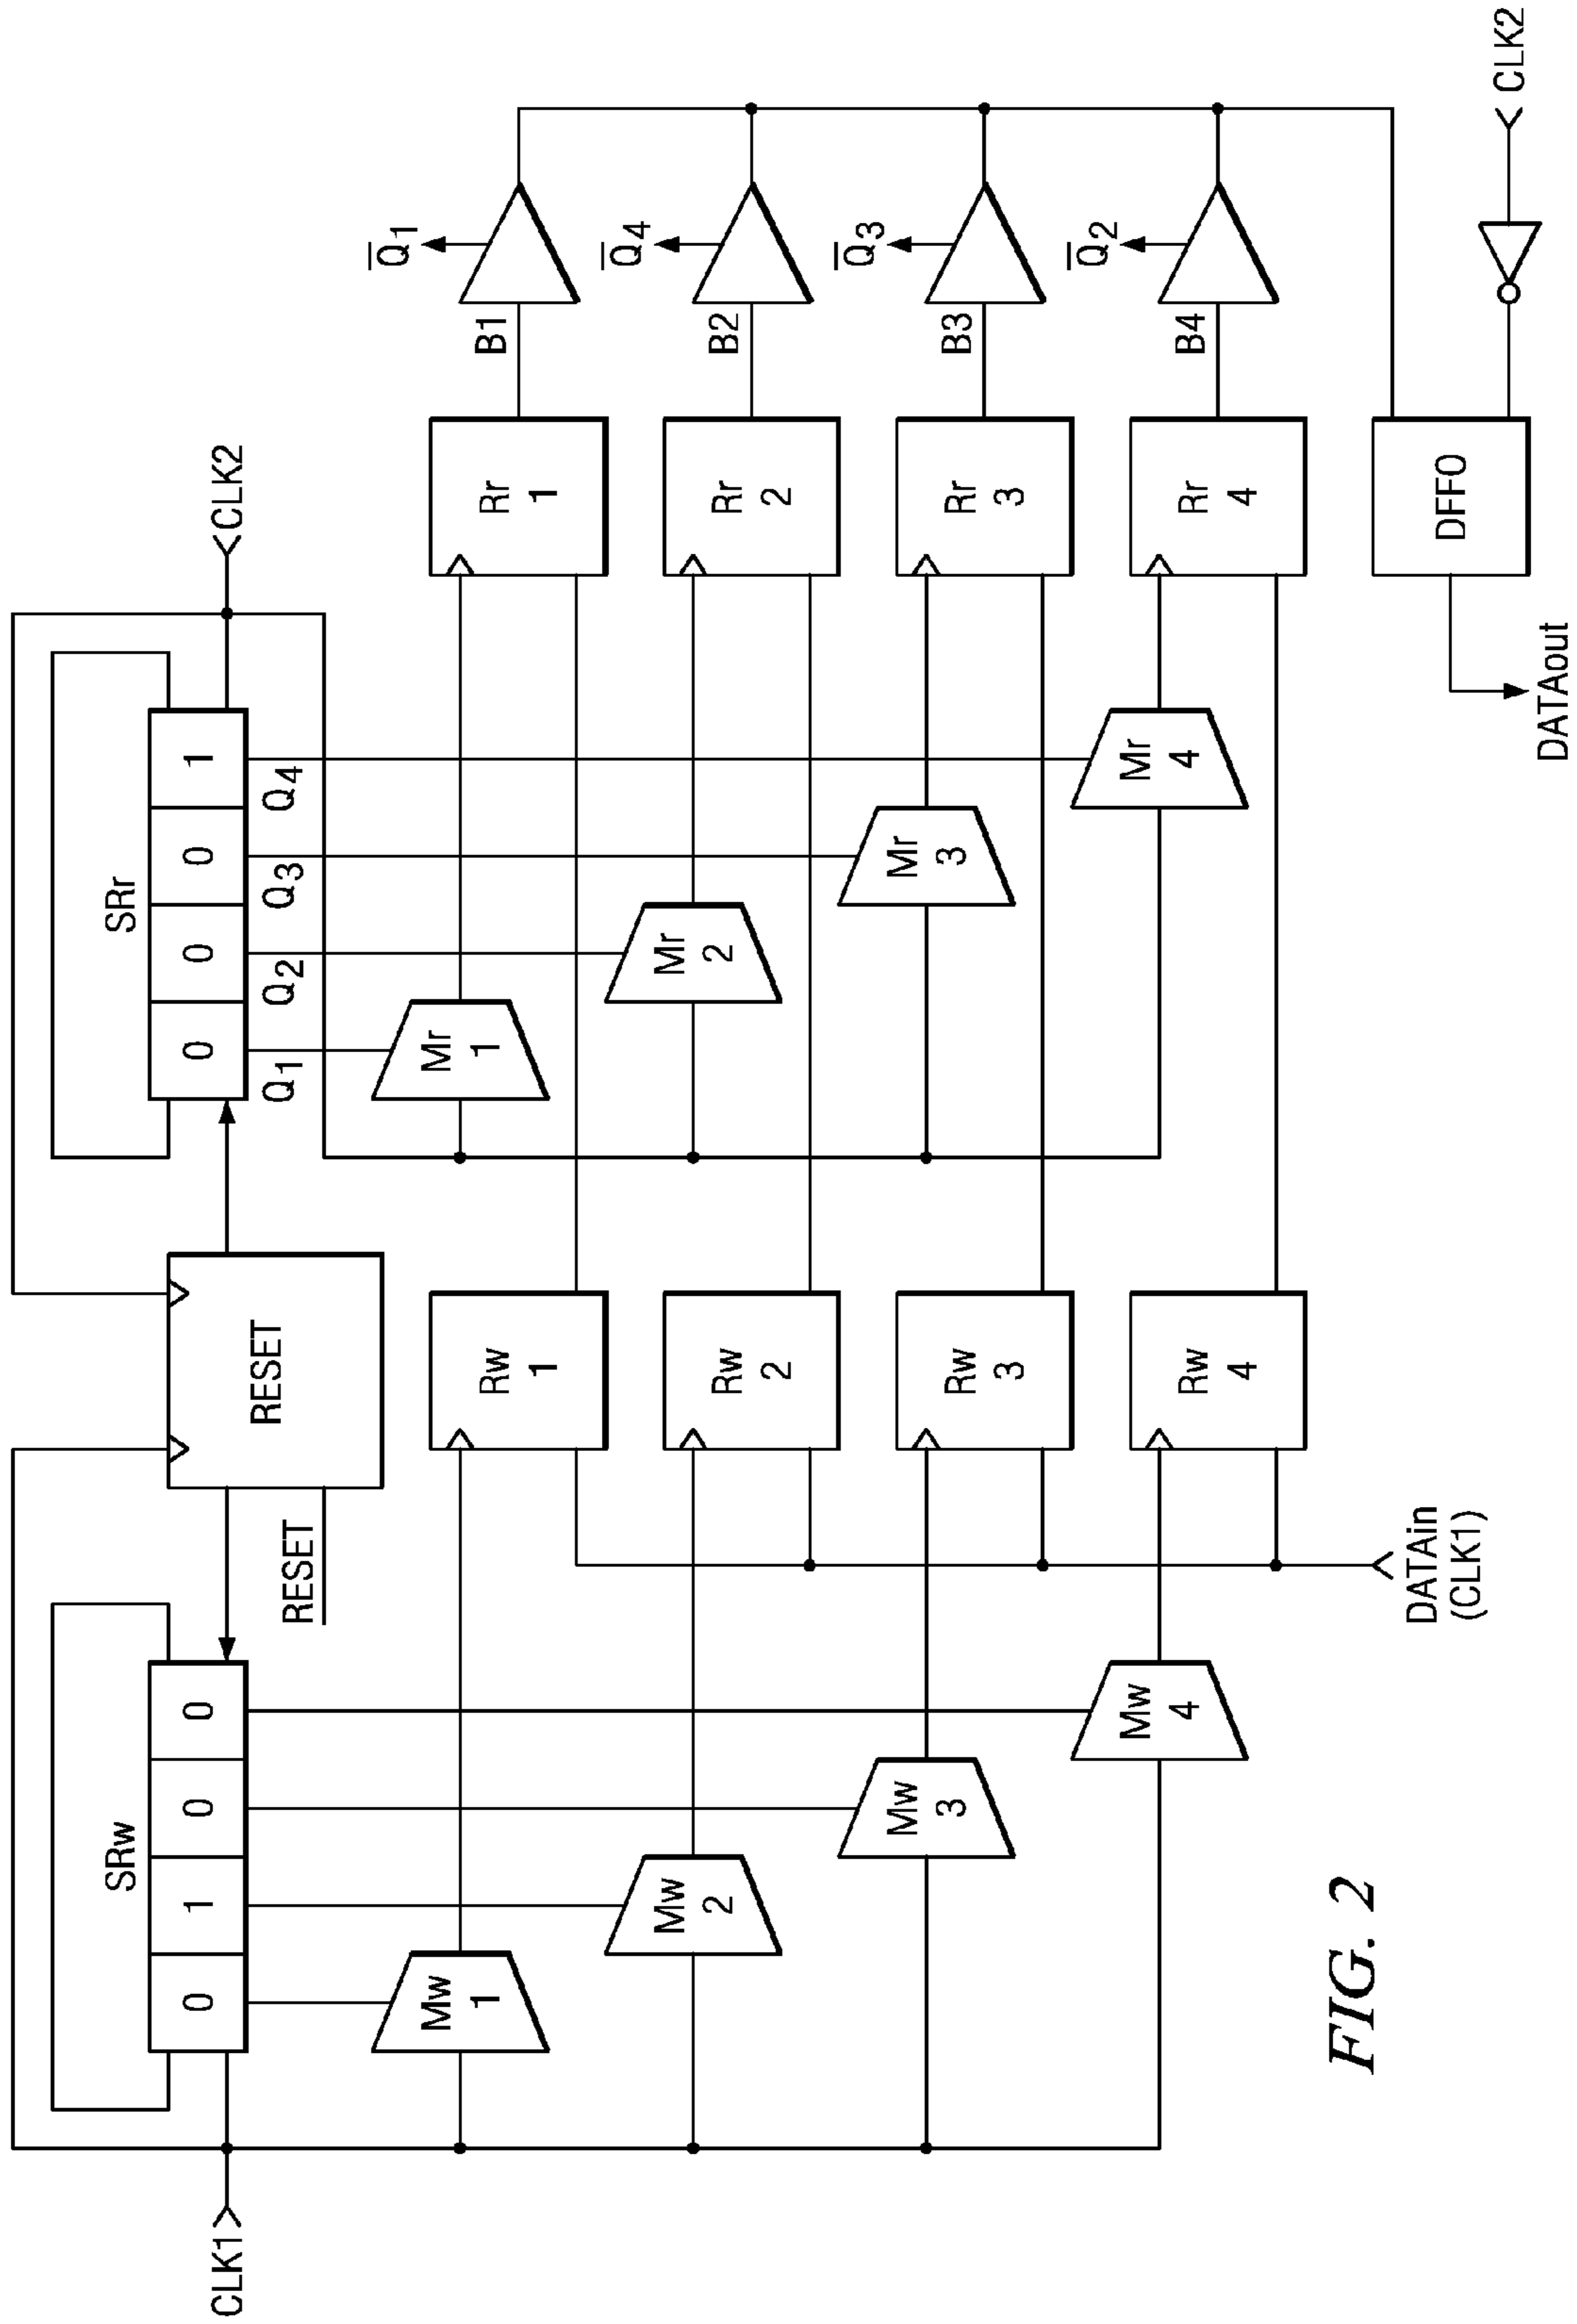 CLK1
SRw
0 1 0 0
RESET
RESET
SRr
0 0 0 1
Q1 Q2 Q3 Q4
CLK2
Mw 1
Rw 1
Mr 1
Rr 1
B1
Q̅1
Mw 2
Rw 2
Mr 2
Rr 2
B2
Q̅4
Mw 3
Rw 3
Mr 3
Rr 3
B3
Q̅3
Mw 4
Rw 4
Mr 4
Rr 4
B4
Q̅2
DATAin
(CLK1)
DFFO
DATAout
CLK2
FIG. 2